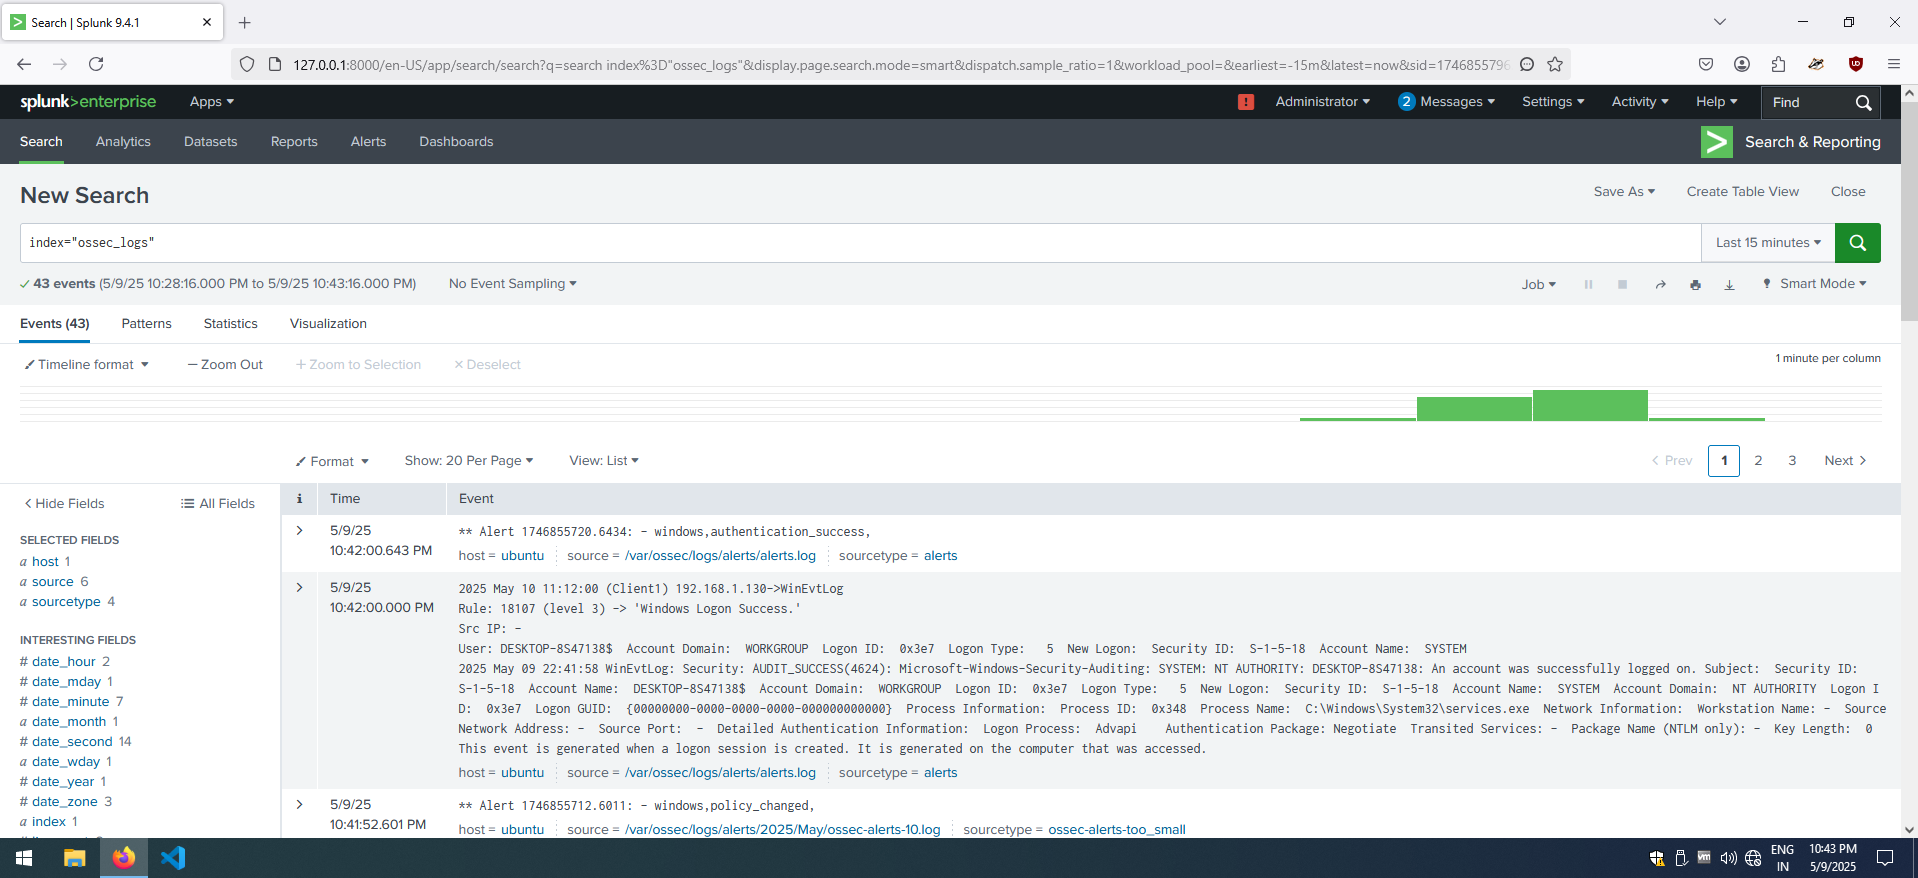 Search | Splunk 9.4.1
127.0.0.1:8000/en-US/app/search/search?q=search index%3D"ossec_logs"&display.page.search.mode=smart&dispatch.sample_ratio=1&workload_pool=&earliest=-15m&latest=now&sid=1746855796
splunk>enterprise Apps Administrator 2 Messages Settings Activity Help Find
Search Analytics Datasets Reports Alerts Dashboards Search & Reporting
New Search Save As Create Table View Close
index="ossec_logs" Last 15 minutes
43 events (5/9/25 10:28:16.000 PM to 5/9/25 10:43:16.000 PM) No Event Sampling Job Smart Mode
Events (43) Patterns Statistics Visualization
Timeline format — Zoom Out + Zoom to Selection × Deselect 1 minute per column
Format Show: 20 Per Page View: List < Prev 1 2 3 Next >
< Hide Fields All Fields
SELECTED FIELDS
a host 1
a source 6
a sourcetype 4
INTERESTING FIELDS
# date_hour 2
# date_mday 1
# date_minute 7
a date_month 1
# date_second 14
a date_wday 1
# date_year 1
# date_zone 3
a index 1
i Time Event
5/9/25
10:42:00.643 PM
** Alert 1746855720.6434: - windows,authentication_success,
host = ubuntu source = /var/ossec/logs/alerts/alerts.log sourcetype = alerts
5/9/25
10:42:00.000 PM
2025 May 10 11:12:00 (Client1) 192.168.1.130->WinEvtLog
Rule: 18107 (level 3) -> 'Windows Logon Success.'
Src IP: -
User: DESKTOP-8S47138$ Account Domain: WORKGROUP Logon ID: 0x3e7 Logon Type: 5 New Logon: Security ID: S-1-5-18 Account Name: SYSTEM
2025 May 09 22:41:58 WinEvtLog: Security: AUDIT_SUCCESS(4624): Microsoft-Windows-Security-Auditing: SYSTEM: NT AUTHORITY: DESKTOP-8S47138: An account was successfully logged on. Subject: Security ID:
S-1-5-18 Account Name: DESKTOP-8S47138$ Account Domain: WORKGROUP Logon ID: 0x3e7 Logon Type: 5 New Logon: Security ID: S-1-5-18 Account Name: SYSTEM Account Domain: NT AUTHORITY Logon I
D: 0x3e7 Logon GUID: {00000000-0000-0000-0000-000000000000} Process Information: Process ID: 0x348 Process Name: C:\Windows\System32\services.exe Network Information: Workstation Name: - Source
Network Address: - Source Port: - Detailed Authentication Information: Logon Process: Advapi Authentication Package: Negotiate Transited Services: - Package Name (NTLM only): - Key Length: 0
This event is generated when a logon session is created. It is generated on the computer that was accessed.
host = ubuntu source = /var/ossec/logs/alerts/alerts.log sourcetype = alerts
5/9/25
10:41:52.601 PM
** Alert 1746855712.6011: - windows,policy_changed,
host = ubuntu source = /var/ossec/logs/alerts/2025/May/ossec-alerts-10.log sourcetype = ossec-alerts-too_small
ENG
IN
10:43 PM
5/9/2025